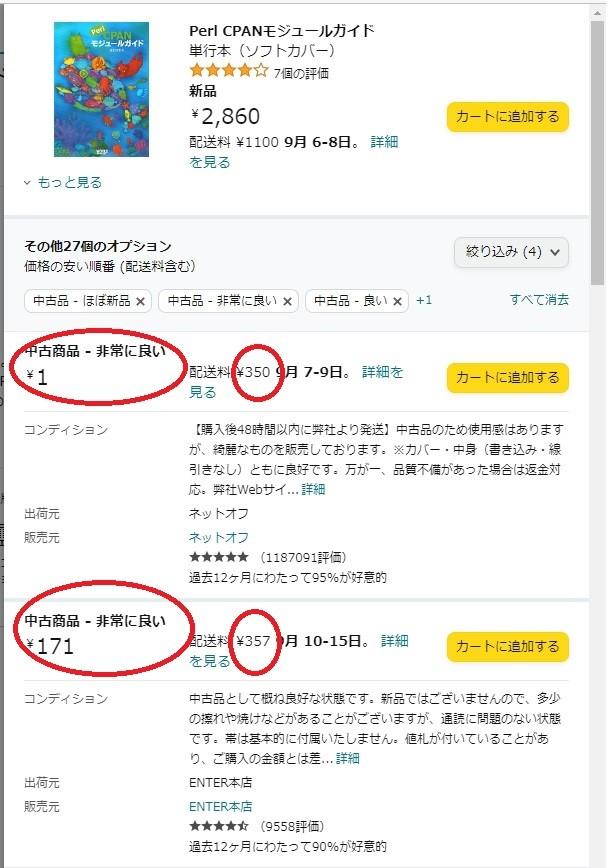 Perl CPAN
モジュールガイド
Perl CPANモジュールガイド
単行本（ソフトカバー）
7個の評価
新品
¥2,860
配送料 ¥1100 9月 6-8日。 詳細
を見る
カートに追加する
もっと見る
その他27個のオプション
価格の安い順番 (配送料含む)
絞り込み (4)
中古品 - ほぼ新品 ×
中古品 - 非常に良い ×
中古品 - 良い ×
+1
すべて消去
中古商品 - 非常に良い
¥1
配送料 ¥350 9月 7-9日。 詳細を
見る
カートに追加する
コンディション
【購入後48時間以内に弊社より発送】中古品のため使用感はあります
が、綺麗なものを販売しております。※カバー・中身（書き込み・線
引きなし）ともに良好です。万が一、品質不備があった場合は返金対
応。弊社Webサイ... 詳細
出荷元
ネットオフ
販売元
ネットオフ
★★★★★ （1187091評価）
過去12ヶ月にわたって95%が好意的
中古商品 - 非常に良い
¥171
配送料 ¥357 9月 10-15日。 詳細
を見る
カートに追加する
コンディション
中古品として概ね良好な状態です。新品ではございませんので、多少
の擦れや焼けなどがあることがございますが、通読に問題のない状態
です。帯は基本的に付属いたしません。値札が付いていることがあ
り、ご購入の金額とは差... 詳細
出荷元
ENTER本店
販売元
ENTER本店
（9558評価）
過去12ヶ月にわたって90%が好意的